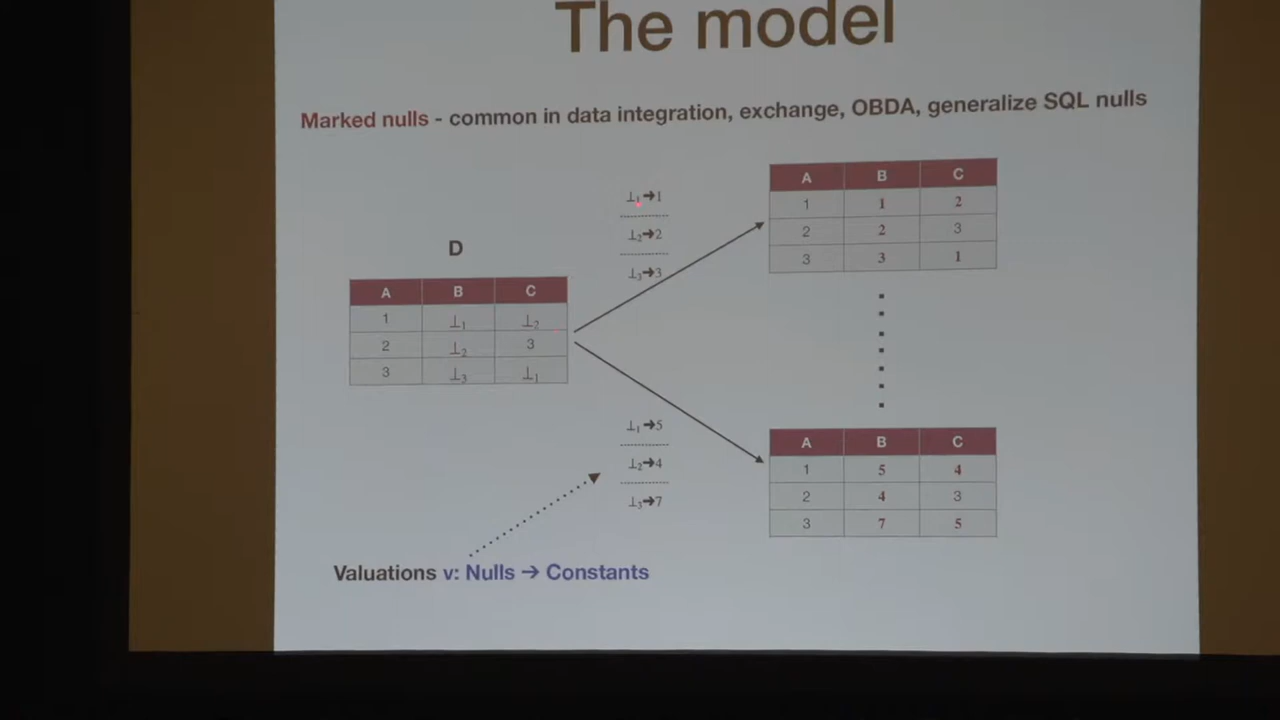 The model
Marked nulls - common in data integration, exchange, OBDA, generalize SQL nulls
⊥1➔1
⊥2➔2
⊥3➔3
A B C
1 1 2
2 2 3
3 3 1
D
A B C
1 ⊥1 ⊥2
2 ⊥2 3
3 ⊥3 ⊥1
⊥1➔5
⊥2➔4
⊥3➔7
A B C
1 5 4
2 4 3
3 7 5
Valuations v: Nulls → Constants